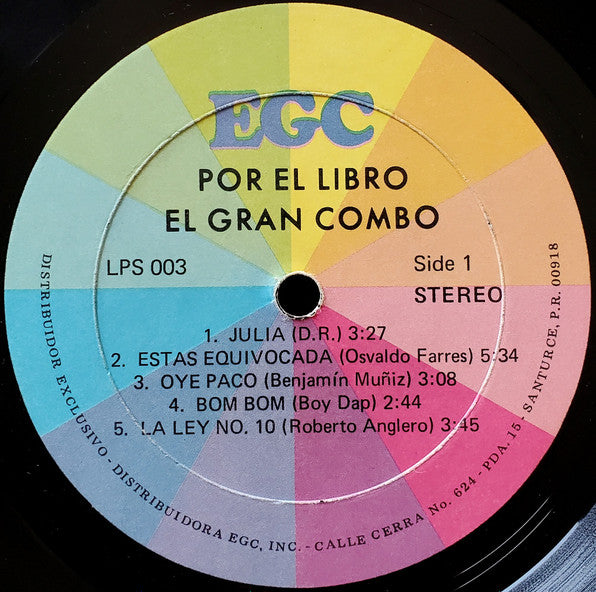 EGC
POR EL LIBRO
EL GRAN COMBO
LPS 003
Side 1
STEREO
1. JULIA (D.R.) 3:27
2. ESTAS EQUIVOCADA (Osvaldo Farres) 5:34
3. OYE PACO (Benjamín Muñiz) 3:08
4. BOM BOM (Boy Dap) 2:44
5. LA LEY NO. 10 (Roberto Anglero) 3:45
DISTRIBUIDOR EXCLUSIVO - DISTRIBUIDORA EGC, INC. - CALLE CERRA No. 624 - PDA. 15 - SANTURCE, P.R. 00918